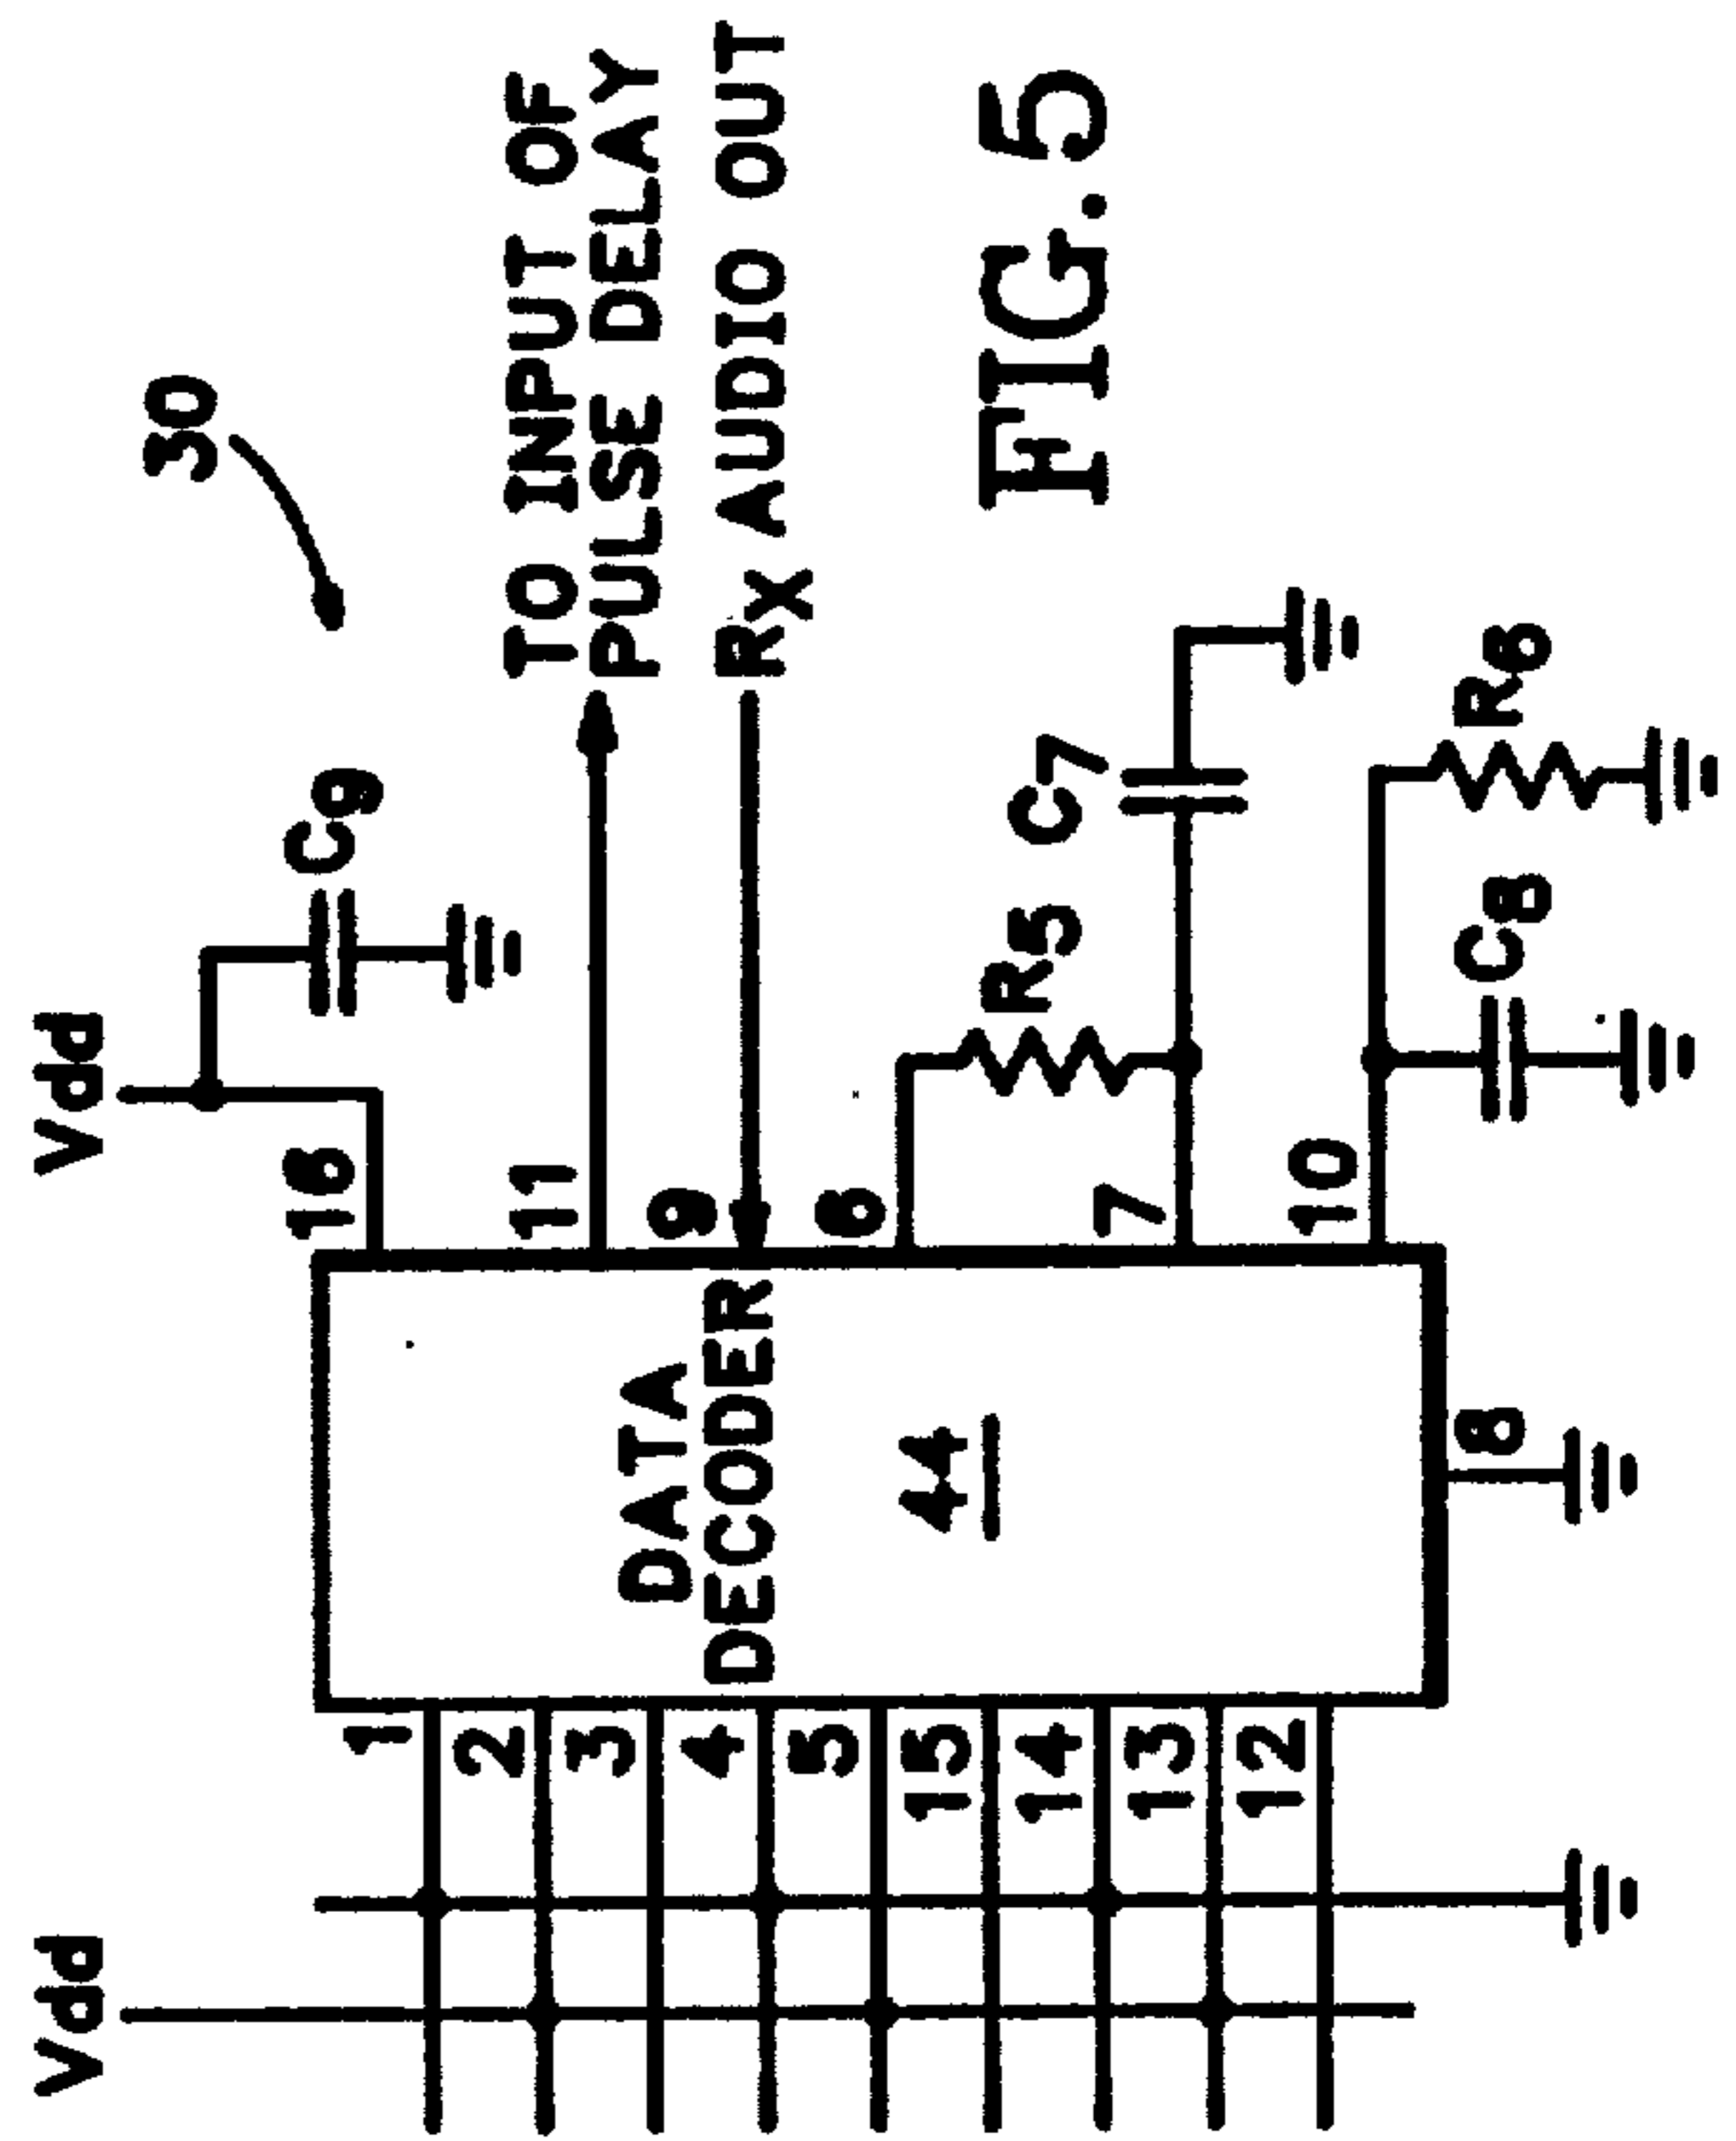 Vdd
Vdd
30
16
C9
1
2
11
TO INPUT OF
PULSE DELAY
3
DATA
DECODER
4
9
Rx AUDIO OUT
5
6
44
15
R5
C7
FIG. 5
14
7
13
12
10
8
C8
R6